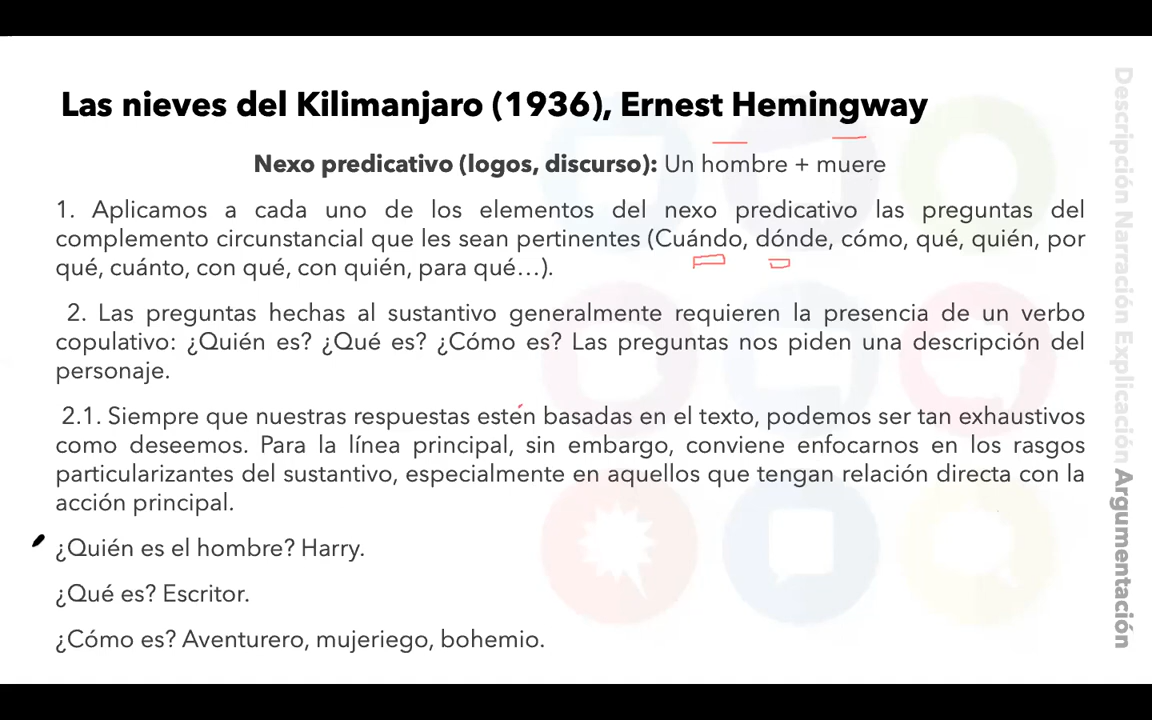 Las nieves del Kilimanjaro (1936), Ernest Hemingway
Nexo predicativo (logos, discurso): Un hombre + muere
1. Aplicamos a cada uno de los elementos del nexo predicativo las preguntas del
complemento circunstancial que les sean pertinentes (Cuándo, dónde, cómo, qué, quién, por
qué, cuánto, con qué, con quién, para qué…).
2. Las preguntas hechas al sustantivo generalmente requieren la presencia de un verbo
copulativo: ¿Quién es? ¿Qué es? ¿Cómo es? Las preguntas nos piden una descripción del
personaje.
2.1. Siempre que nuestras respuestas estén basadas en el texto, podemos ser tan exhaustivos
como deseemos. Para la línea principal, sin embargo, conviene enfocarnos en los rasgos
particularizantes del sustantivo, especialmente en aquellos que tengan relación directa con la
acción principal.
¿Quién es el hombre? Harry.
¿Qué es? Escritor.
¿Cómo es? Aventurero, mujeriego, bohemio.
Descripción Narración Explicación Argumentación